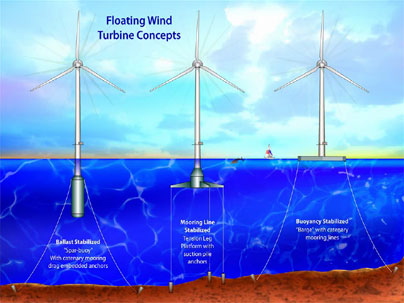 Floating Wind
Turbine Concepts
Ballast Stabilized
"Spar-buoy"
With catenary mooring
drag embedded anchors
Mooring Line
Stabilized
Tension Leg
Platform with
suction pile
anchors
Buoyancy Stabilized
"Barge" with catenary
mooring lines